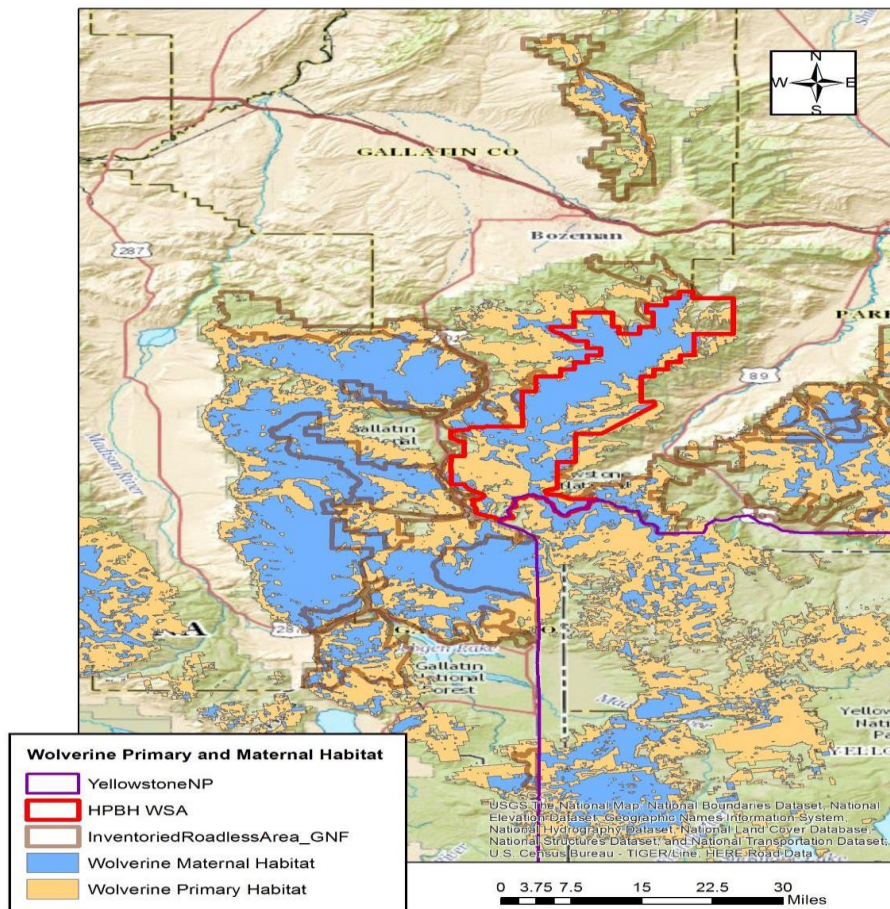 N
W E
S
GALLATIN CO
Bozeman
287
PARK
89
Gallatin
Madison River
287
Gallatin
National
Forest
Wolverine Primary and Maternal Habitat
YellowstoneNP
HPBH WSA
InventoriedRoadlessArea_GNF
Wolverine Maternal Habitat
Wolverine Primary Habitat
USGS The National Map: National Boundaries Dataset, National
Elevation Dataset, Geographic Names Information System,
National Hydrography Dataset, National Land Cover Database,
National Structures Dataset, and National Transportation Dataset;
U.S. Census Bureau - TIGER/Line; HERE Road Data
0 3.75 7.5 15 22.5 30
Miles